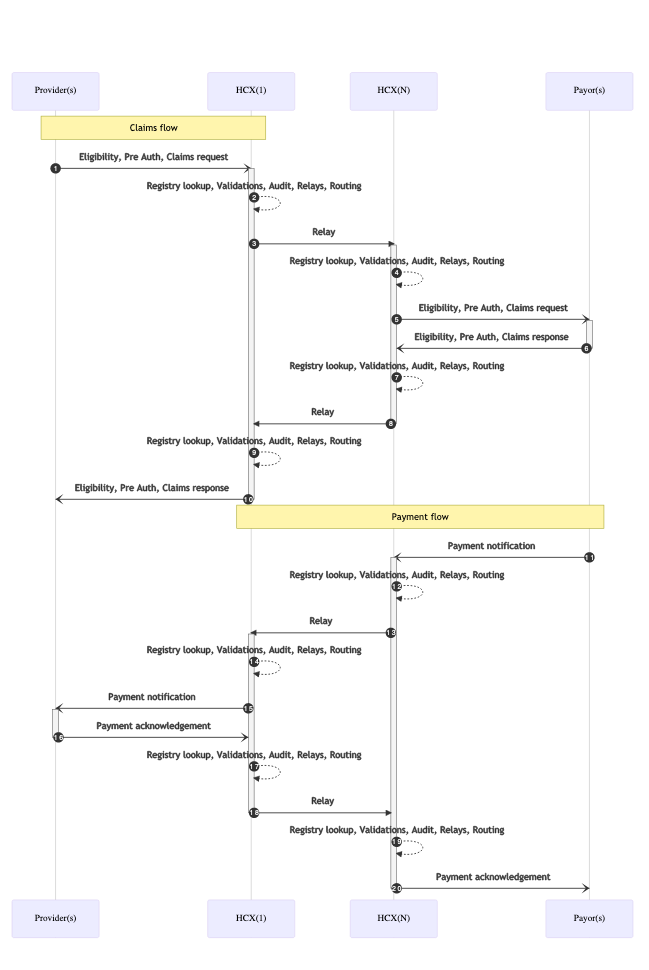 Provider(s)
HCX(1)
HCX(N)
Payor(s)
Claims flow
Eligibility, Pre Auth, Claims request
1
Registry lookup, Validations, Audit, Relays, Routing
2
Relay
3
Registry lookup, Validations, Audit, Relays, Routing
4
Eligibility, Pre Auth, Claims request
5
Eligibility, Pre Auth, Claims response
6
Registry lookup, Validations, Audit, Relays, Routing
7
Relay
8
Registry lookup, Validations, Audit, Relays, Routing
9
Eligibility, Pre Auth, Claims response
10
Payment flow
Payment notification
11
Registry lookup, Validations, Audit, Relays, Routing
12
Relay
13
Registry lookup, Validations, Audit, Relays, Routing
14
Payment notification
15
Payment acknowledgement
16
Registry lookup, Validations, Audit, Relays, Routing
17
Relay
18
Registry lookup, Validations, Audit, Relays, Routing
19
Payment acknowledgement
20
Provider(s)
HCX(1)
HCX(N)
Payor(s)